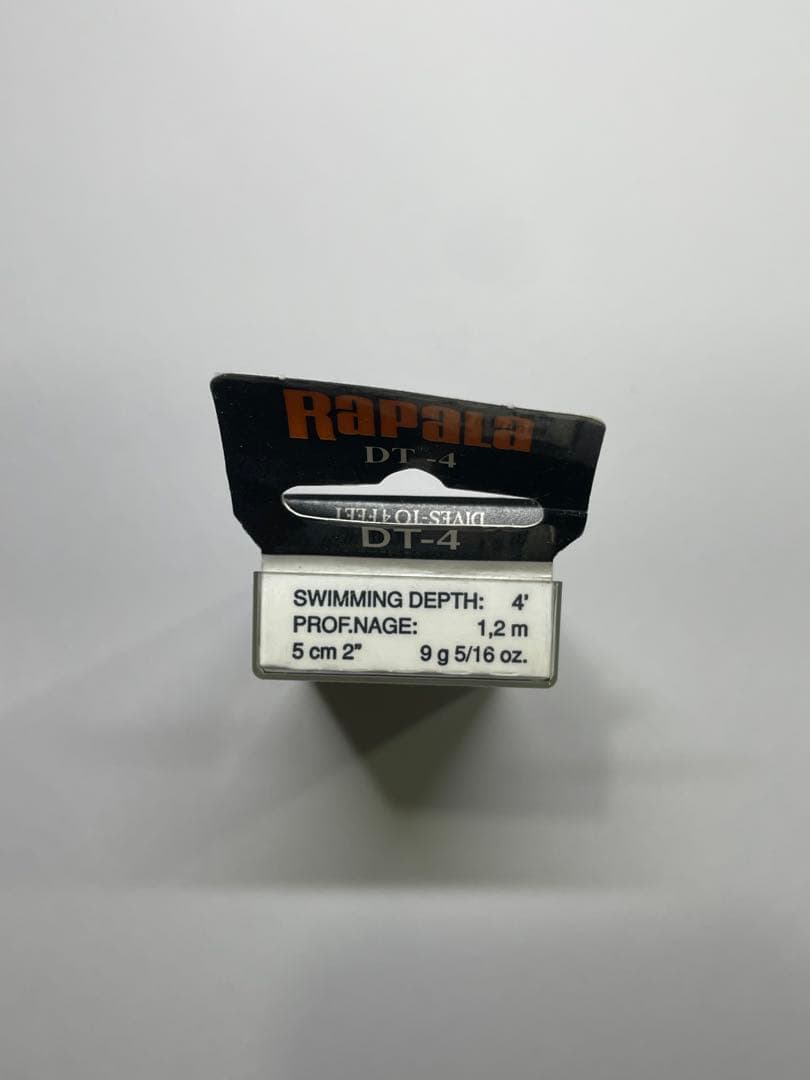 Rapala
DT -4
DIVES-TO 4 FEET
DT-4
SWIMMING DEPTH: 4'
PROF.NAGE: 1,2 m
5 cm 2" 9 g 5/16 oz.